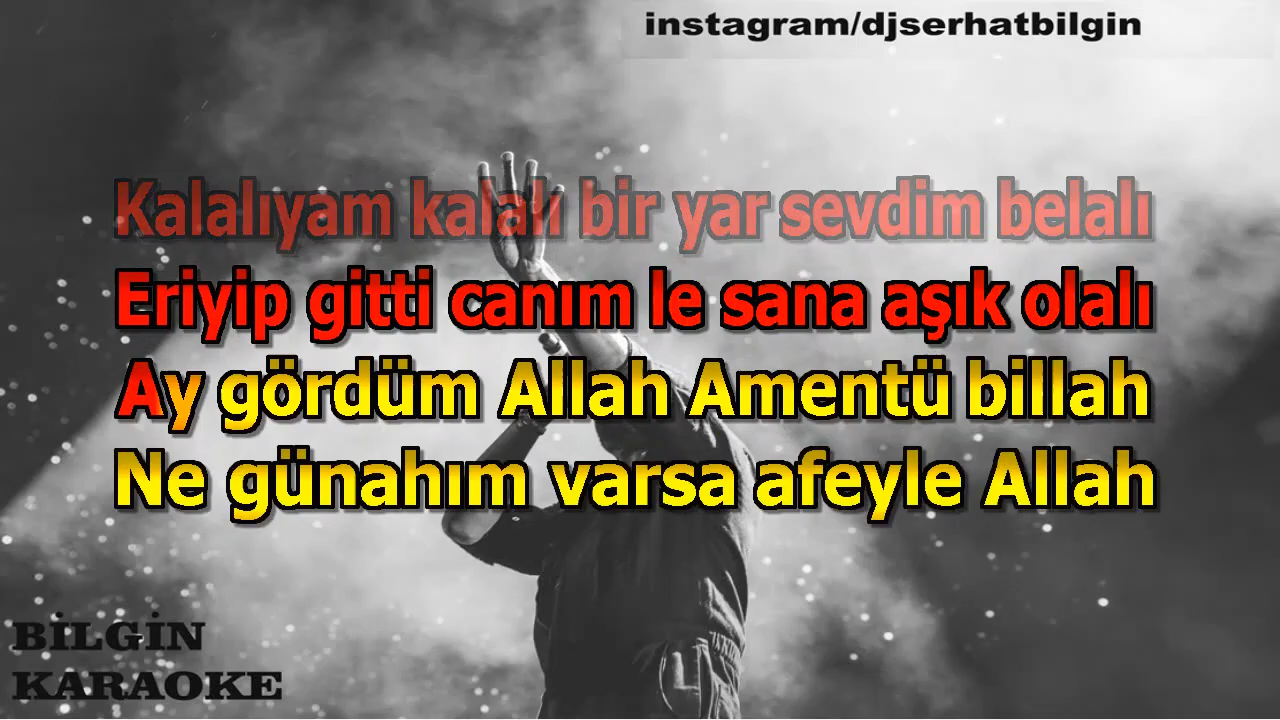 instagram/djserhatbilgin
Kalalıyam kalalı bir yar sevdim belalı
Eriyip gitti canım le sana aşık olalı
Ay gördüm Allah Amentü billah
Ne günahım varsa afeyle Allah
BİLGİN
KARAOKE